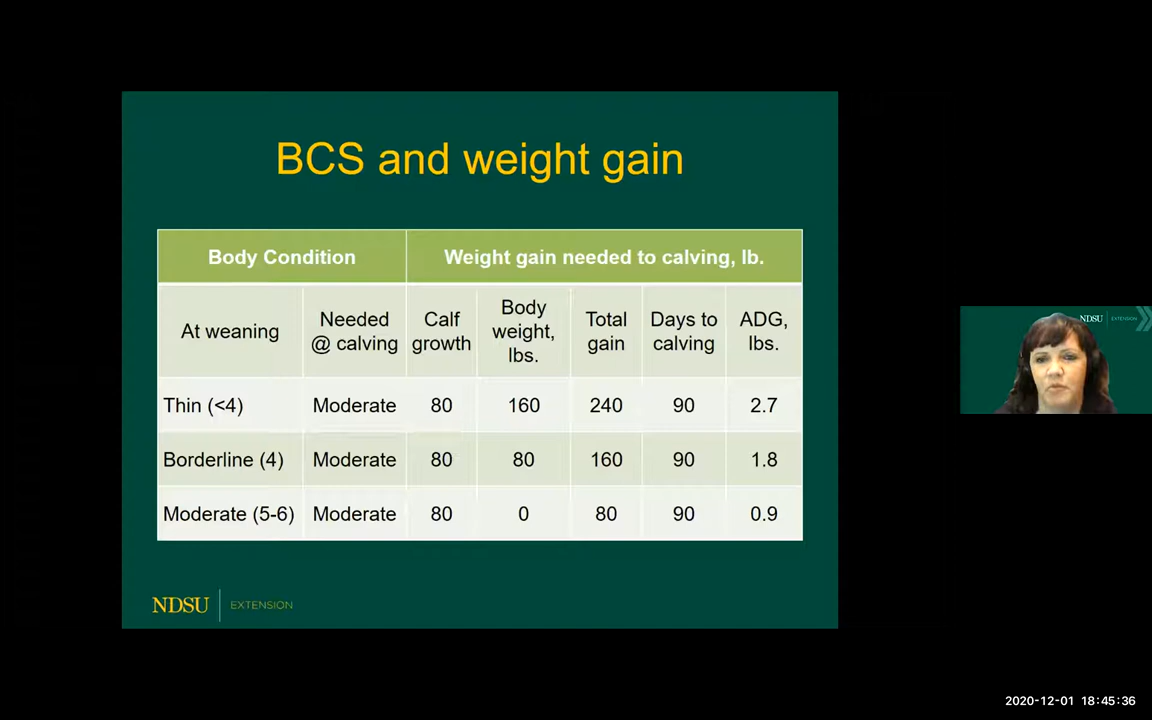 BCS and weight gain
Body Condition Weight gain needed to calving, lb.
At weaning Needed @ calving Calf growth Body weight, lbs. Total gain Days to calving ADG, lbs.
Thin (<4) Moderate 80 160 240 90 2.7
Borderline (4) Moderate 80 80 160 90 1.8
Moderate (5-6) Moderate 80 0 80 90 0.9
NDSU EXTENSION
NDSU EXTENSION
2020-12-01 18:45:36